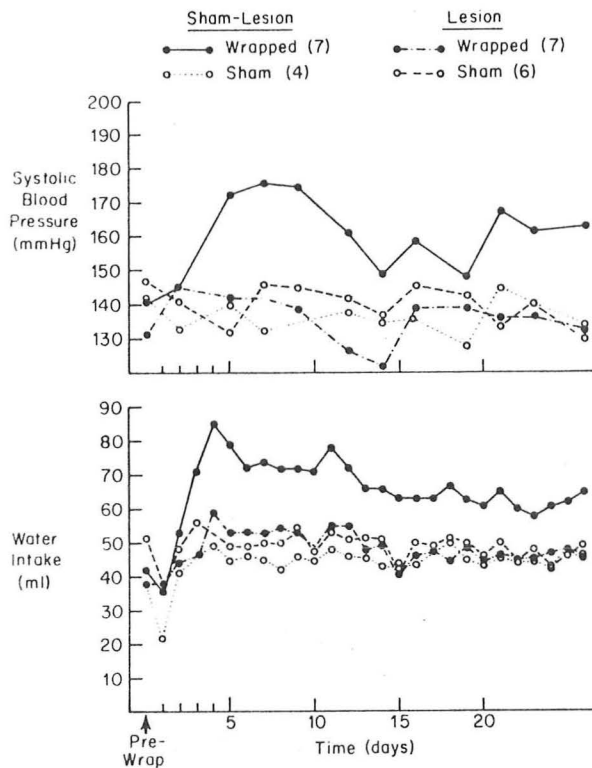 Sham-Lesion Lesion
Wrapped (7) Wrapped (7)
Sham (4) Sham (6)
200
190
Systolic
Blood
Pressure
(mmHg)
180
170
160
150
140
130
90
80
70
60
Water
Intake
(ml)
50
40
30
20
10
5 10 15 20
Pre-
Wrap
Time (days)